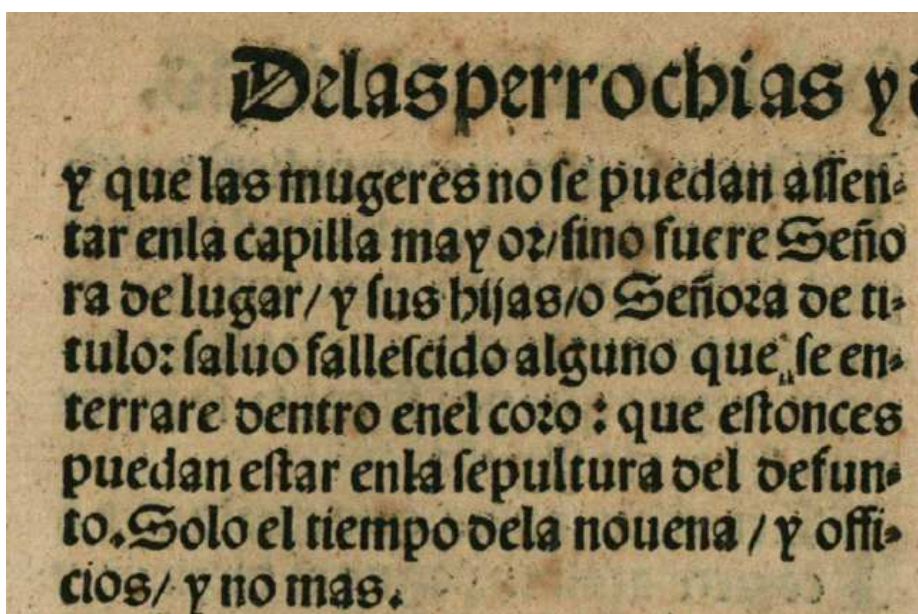 Delasperrochias y
y que las mugeres no se puedan assen-
tar enla capilla mayor/sino fuere Seño
ra de lugar/ y sus hijas/o Señora de ti-
tulo: saluo fallescido alguno que se en-
terrare dentro enel coro: que estonces
puedan estar enla sepultura del defun-
to. Solo el tiempo dela nouena / y offi-
cios/ y no mas.